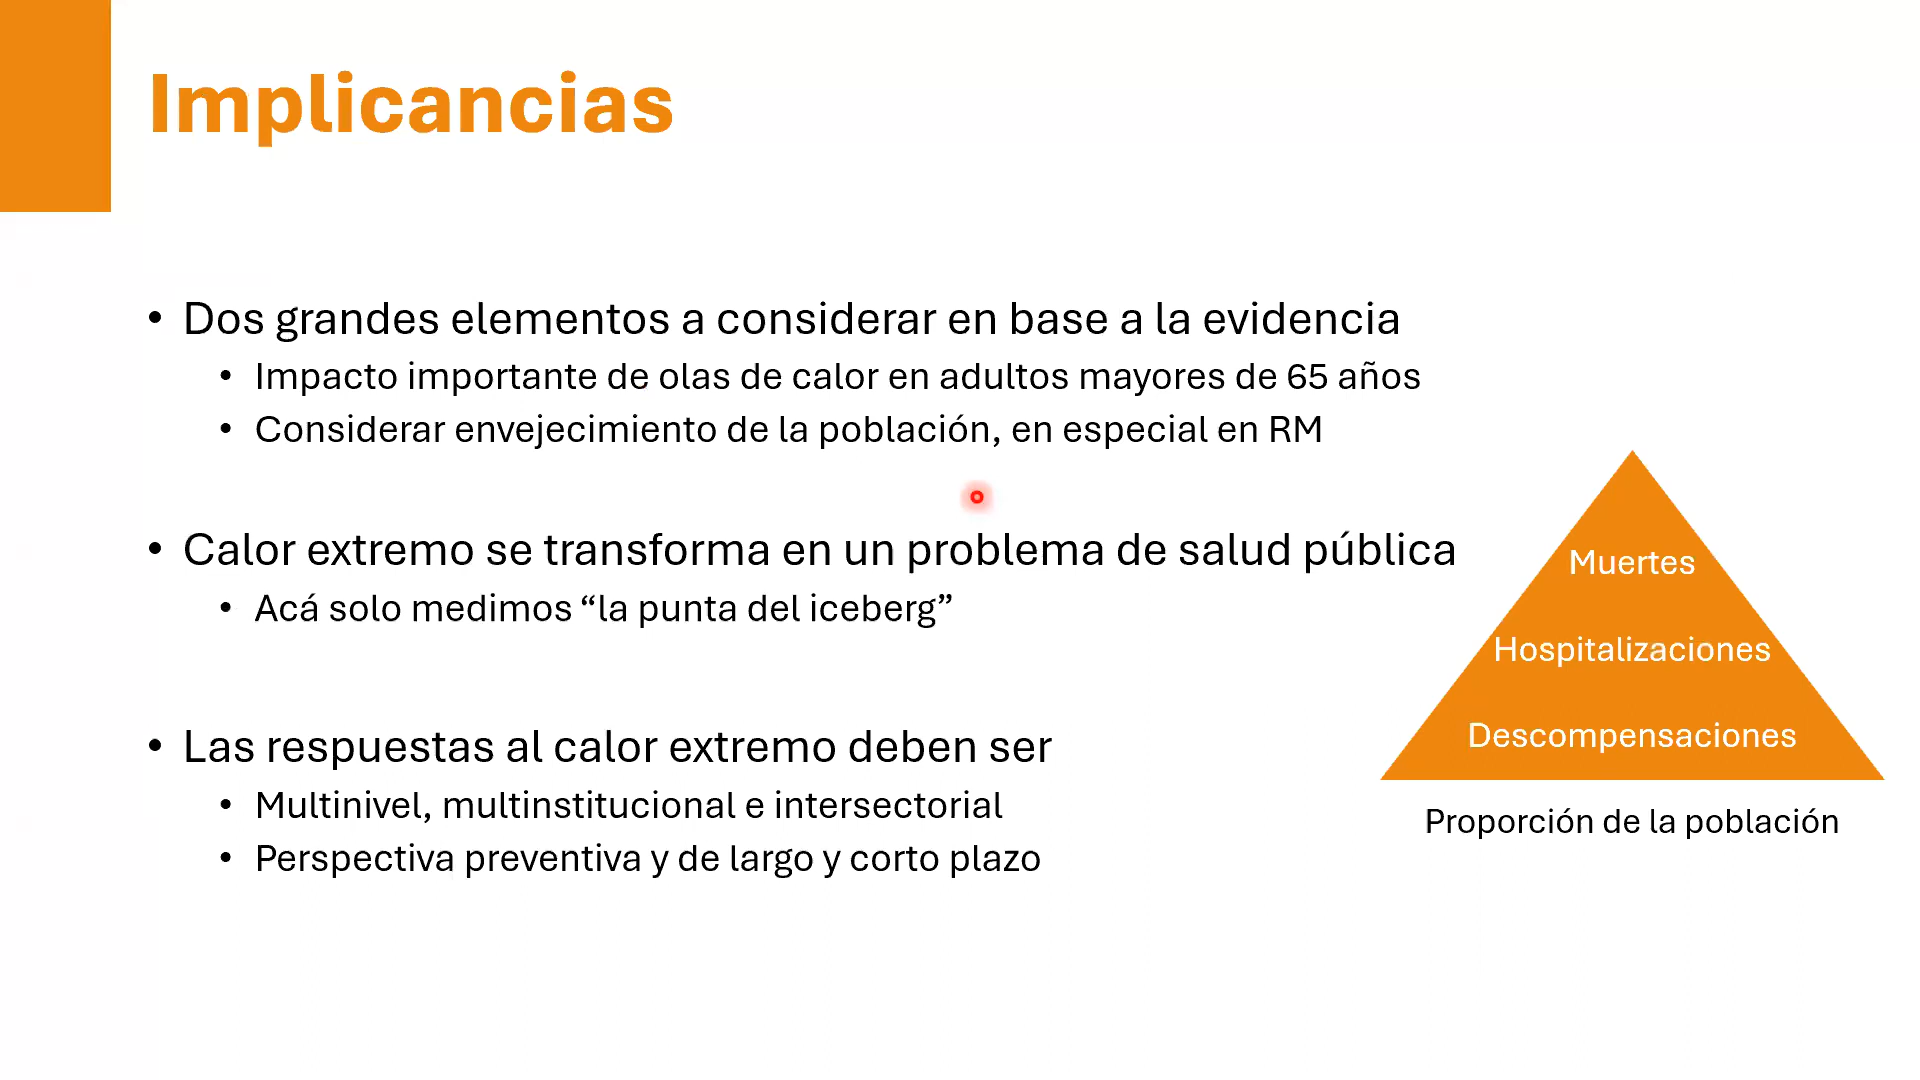 Implicancias
• Dos grandes elementos a considerar en base a la evidencia
• Impacto importante de olas de calor en adultos mayores de 65 años
• Considerar envejecimiento de la población, en especial en RM
• Calor extremo se transforma en un problema de salud pública
• Acá solo medimos “la punta del iceberg”
• Las respuestas al calor extremo deben ser
• Multinivel, multinstitucional e intersectorial
• Perspectiva preventiva y de largo y corto plazo
Muertes
Hospitalizaciones
Descompensaciones
Proporción de la población